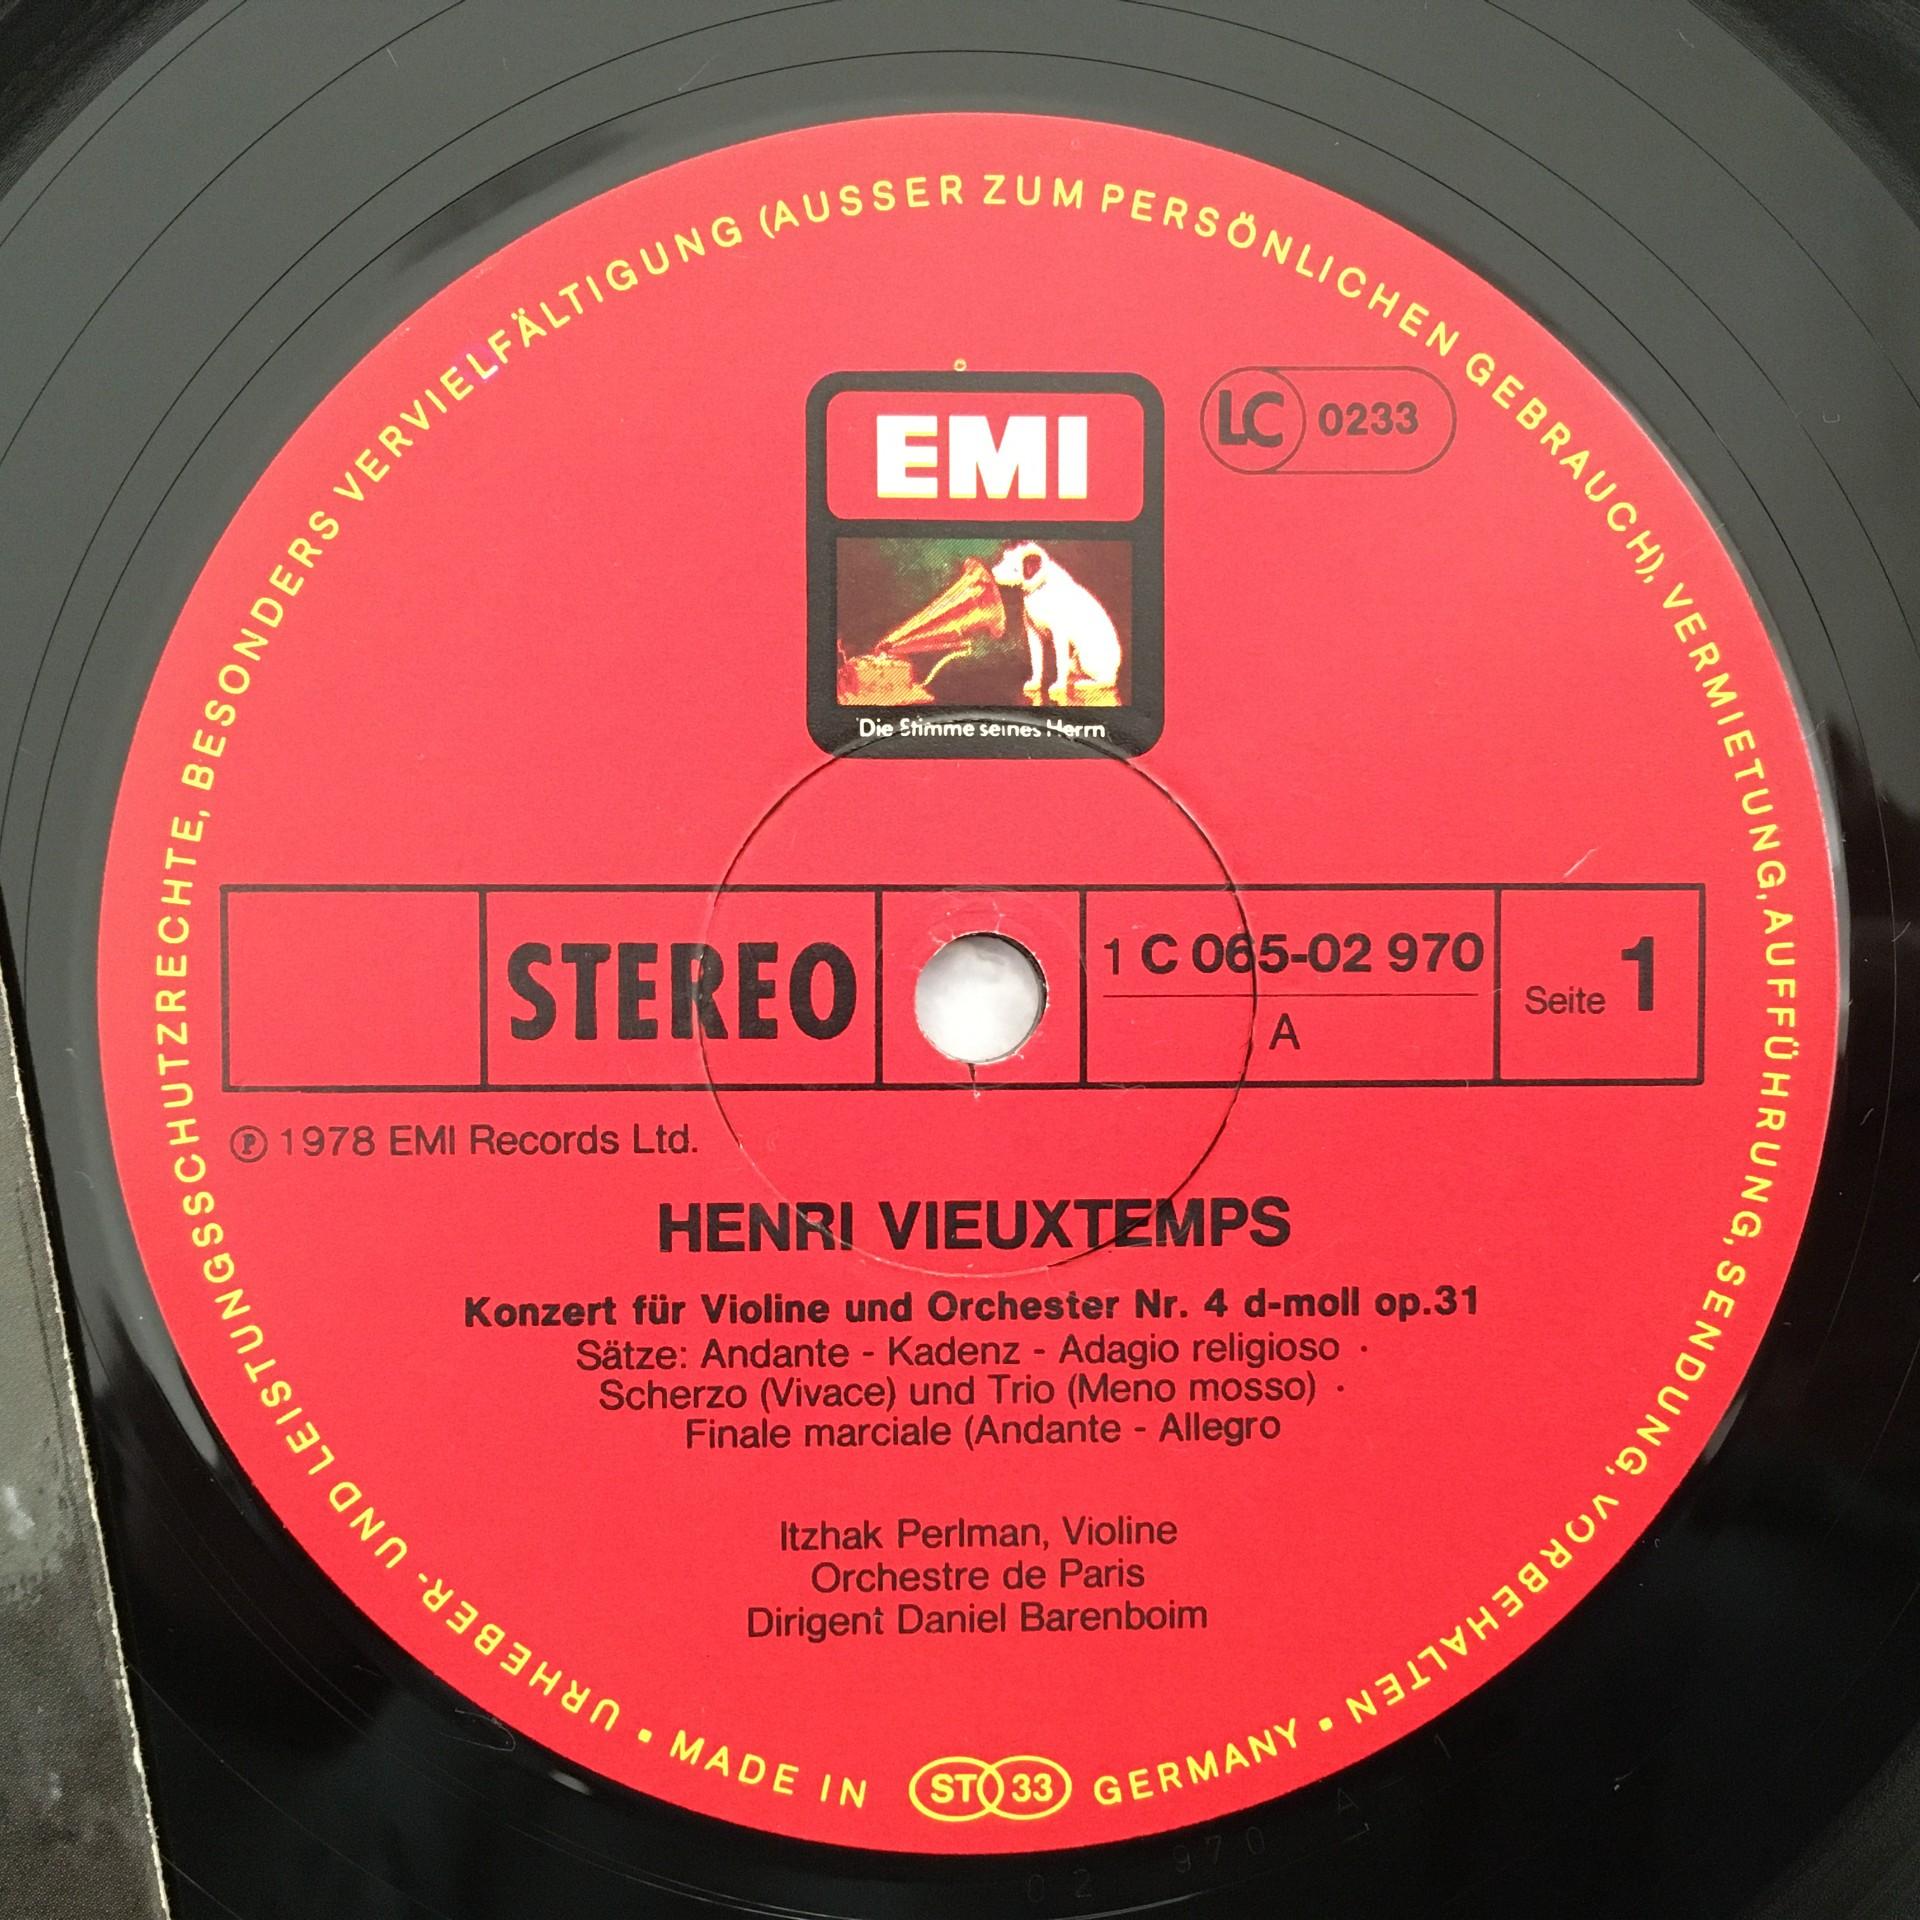 URHEBER- UND LEISTUNGSSCHUTZRECHTE, BESONDERS VERVIELFÄLTIGUNG (AUSSER ZUM PERSÖNLICHEN GEBRAUCH), VERMIETUNG, AUFFÜHRUNG, SENDUNG, VORBEHALTEN •
EMI
LC 0233
Die Stimme seines Herrn
STEREO
1 C 065-02 970
A
Seite 1
Ⓟ 1978 EMI Records Ltd.
HENRI VIEUXTEMPS
Konzert für Violine und Orchester Nr. 4 d-moll op.31
Sätze: Andante - Kadenz - Adagio religioso ·
Scherzo (Vivace) und Trio (Meno mosso) ·
Finale marciale (Andante - Allegro
Itzhak Perlman, Violine
Orchestre de Paris
Dirigent Daniel Barenboim
• MADE IN ST 33 GERMANY
02 970 A 1